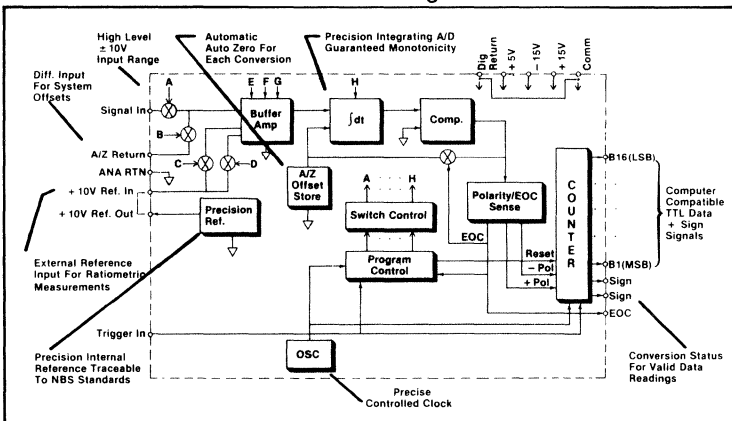 High Level
± 10V
Input Range
Automatic
Auto Zero For
Each Conversion
Precision Integrating A/D
Guaranteed Monotonicity
Dig
Return
+ 5V
− 15V
+ 15V
Comm
Diff. Input
For System
Offsets
A
E F G
H
Signal In
Buffer
Amp
∫dt
Comp.
B
A/Z Return
C
D
ANA RTN
+ 10V Ref. In
+ 10V Ref. Out
Precision
Ref.
A/Z
Offset
Store
A
H
Switch Control
Program
Control
Polarity/EOC
Sense
EOC
Reset
− Pol
+ Pol
COUNTER
B16(LSB)
Computer
Compatible
TTL Data
+ Sign
Signals
B1(MSB)
Sign
Sign
EOC
External Reference
Input For Ratiometric
Measurements
Trigger In
OSC
Precision Internal
Reference Traceable
To NBS Standards
Precise
Controlled Clock
Conversion Status
For Valid Data
Readings